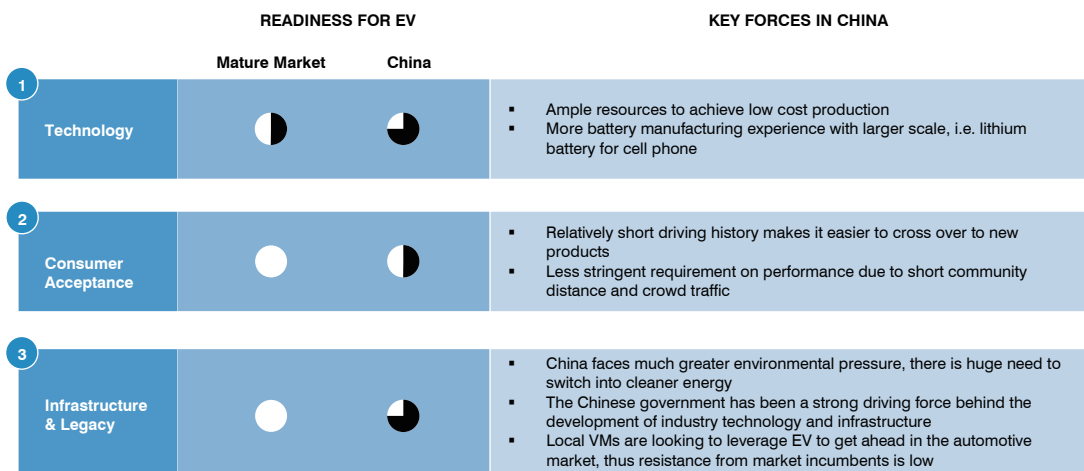 READINESS FOR EV
KEY FORCES IN CHINA
Mature Market
China
1
Technology
▪ Ample resources to achieve low cost production
▪ More battery manufacturing experience with larger scale, i.e. lithium
battery for cell phone
2
Consumer
Acceptance
▪ Relatively short driving history makes it easier to cross over to new
products
▪ Less stringent requirement on performance due to short community
distance and crowd traffic
3
Infrastructure
& Legacy
▪ China faces much greater environmental pressure, there is huge need to
switch into cleaner energy
▪ The Chinese government has been a strong driving force behind the
development of industry technology and infrastructure
▪ Local VMs are looking to leverage EV to get ahead in the automotive
market, thus resistance from market incumbents is low